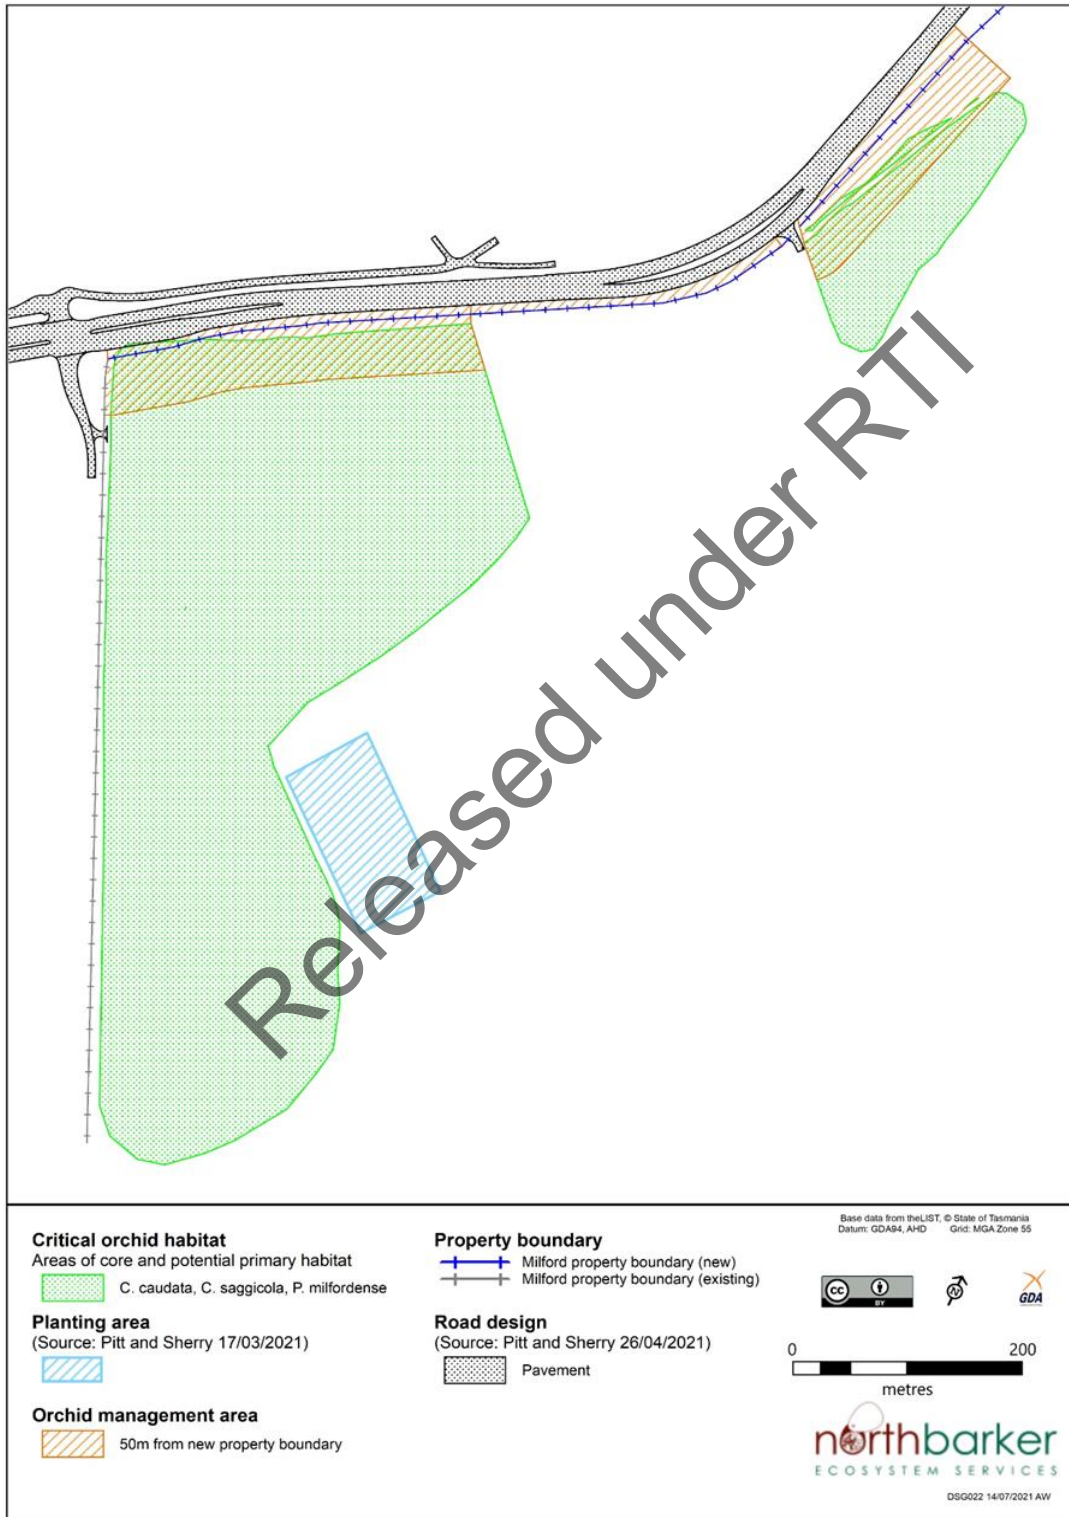 Released under RTI
Critical orchid habitat
Areas of core and potential primary habitat
C. caudata, C. saggicola, P. milfordense
Planting area
(Source: Pitt and Sherry 17/03/2021)
Orchid management area
50m from new property boundary
Property boundary
Milford property boundary (new)
Milford property boundary (existing)
Road design
(Source: Pitt and Sherry 26/04/2021)
Pavement
Base data from theLIST, © State of Tasmania
Datum: GDA94, AHD Grid: MGA Zone 55
cc
BY
N
GDA
0 200
metres
northbarker
ECOSYSTEM SERVICES
DSG022 14/07/2021 AW